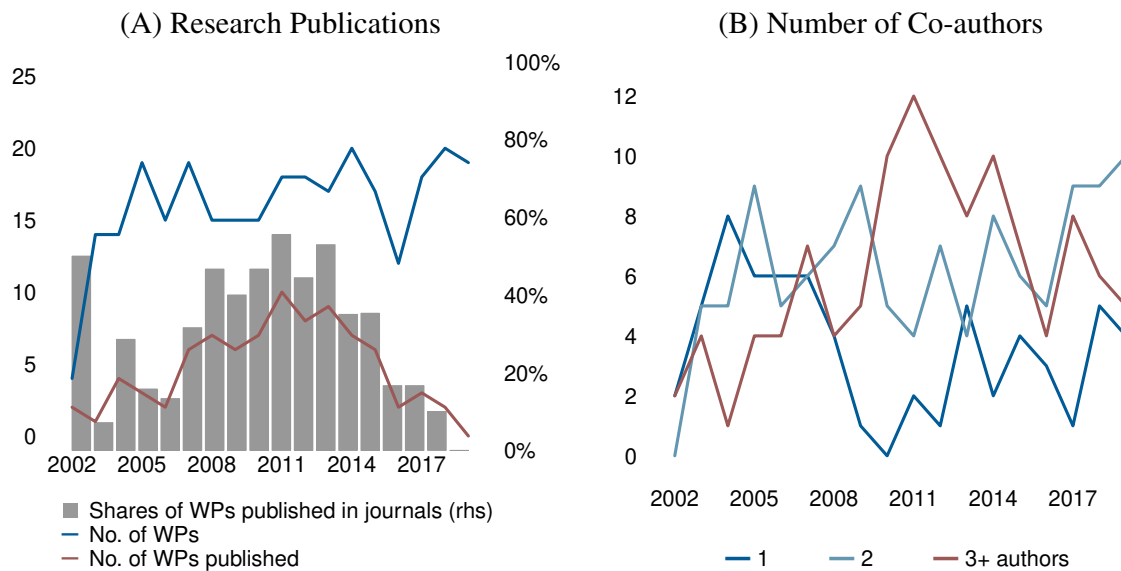 (A) Research Publications
25
20
15
10
5
0
100%
80%
60%
40%
20%
0%
2002 2005 2008 2011 2014 2017
Shares of WPs published in journals (rhs)
No. of WPs
No. of WPs published
(B) Number of Co-authors
12
10
8
6
4
2
0
2002 2005 2008 2011 2014 2017
1 2 3+ authors